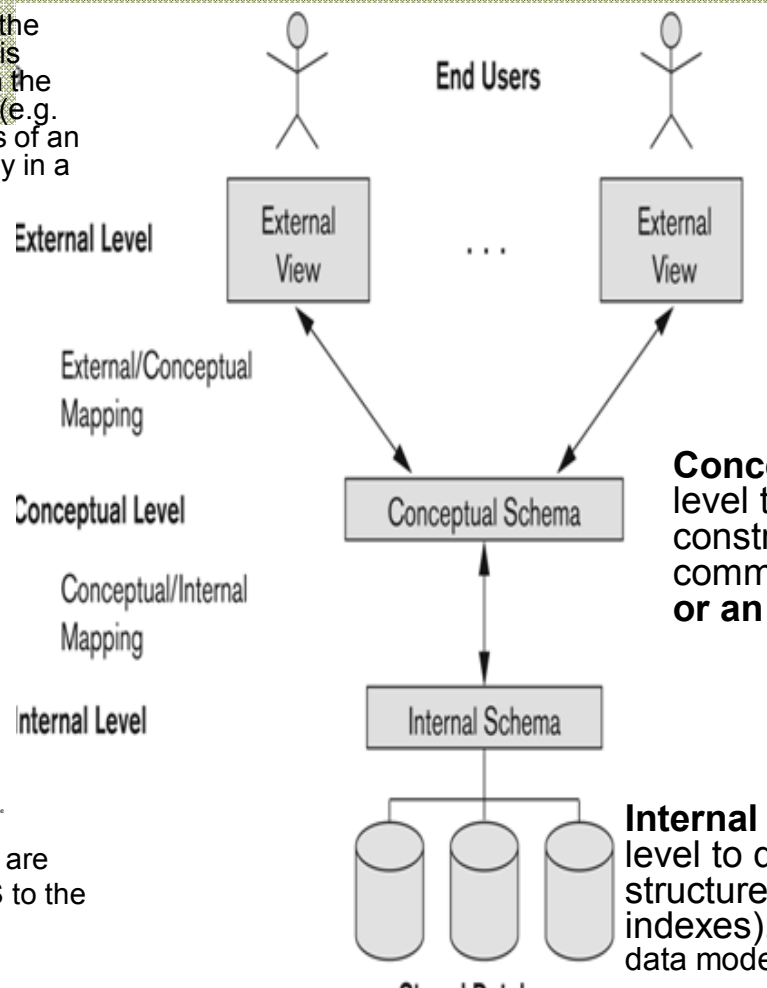 the
is
the
(e.g.
s of an
y in a
End Users
External
View
. . .
External
View
External Level
External/Conceptual
Mapping
Conceptual Level
Conceptual Schema
Conceptual/Internal
Mapping
Internal Level
Internal Schema
Conce
level t
constr
comm
or an
are
S to the
Internal
level to d
structure
indexes).
data mode